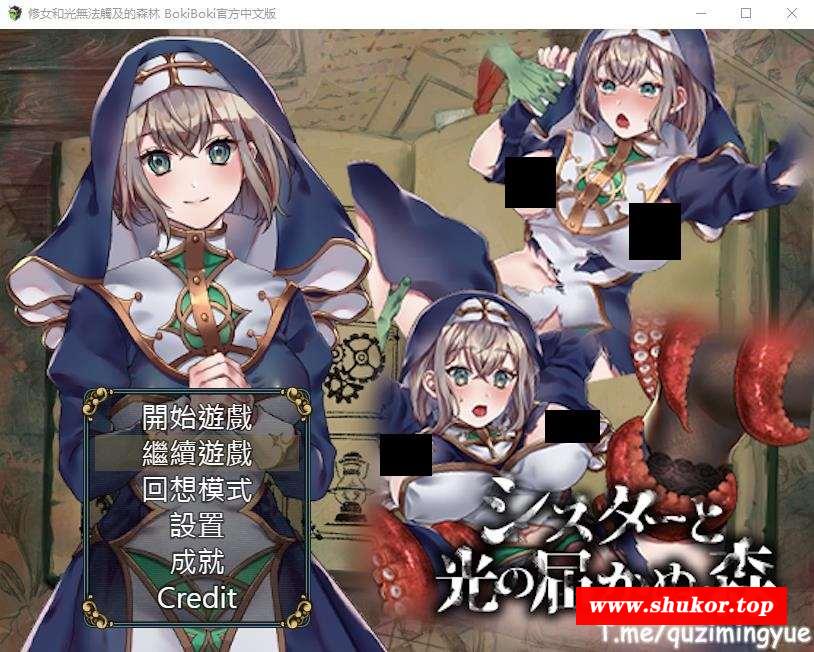 修女和光無法觸及的森林 BokiBoki官方中文版
開始遊戲
繼續遊戲
回想模式
設置
成就
Credit
シスターと
光の届かぬ森
www.shukor.top
T.me/quzimingyue